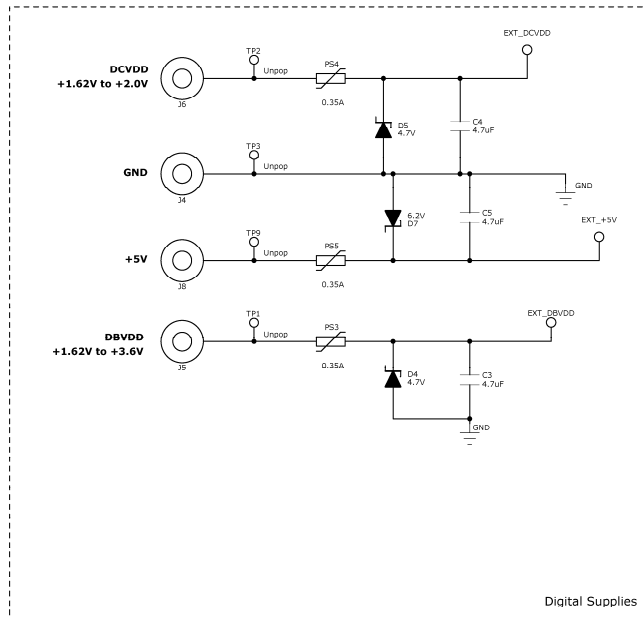 EXT_DCVDD
TP2
PS4
DCVDD
+1.62V to +2.0V
Unpop
J6
0.35A
D5
4.7V
C4
4.7uF
TP3
GND
Unpop
J4
GND
6.2V
D7
C5
4.7uF
EXT_+5V
TP9
PS5
+5V
Unpop
J8
0.35A
TP1
EXT_DBVDD
PS3
DBVDD
+1.62V to +3.6V
Unpop
J5
0.35A
D4
4.7V
C3
4.7uF
GND
Digital Supplies